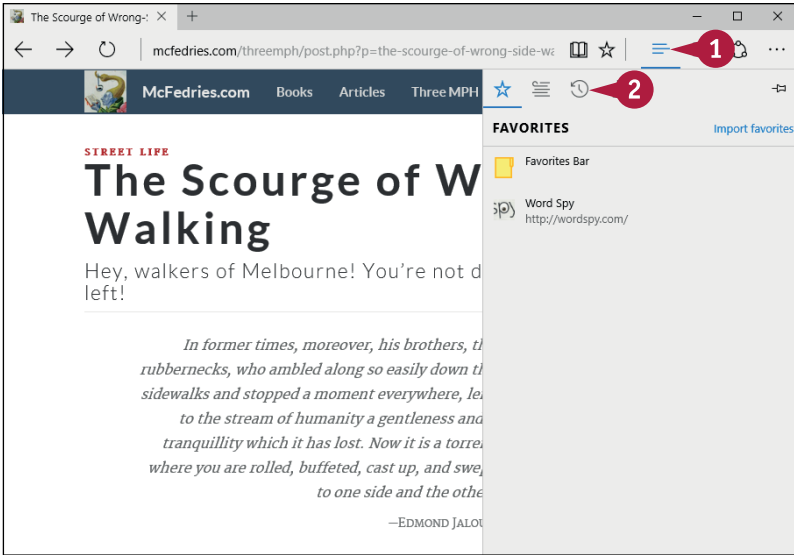 The Scourge of Wrong-S
mcfedries.com/threemph/post.php?p=the-scourge-of-wrong-side-wa
1
McFedries.com Books Articles Three MPH
2
FAVORITES Import favorites
Favorites Bar
Word Spy
http://wordspy.com/
STREET LIFE
The Scourge of W
Walking
Hey, walkers of Melbourne! You're not d
left!
In former times, moreover, his brothers, th
rubbernecks, who ambled along so easily down th
sidewalks and stopped a moment everywhere, le
to the stream of humanity a gentleness and
tranquillity which it has lost. Now it is a torre
where you are rolled, buffeted, cast up, and swep
to one side and the othe
—EDMOND JALOU